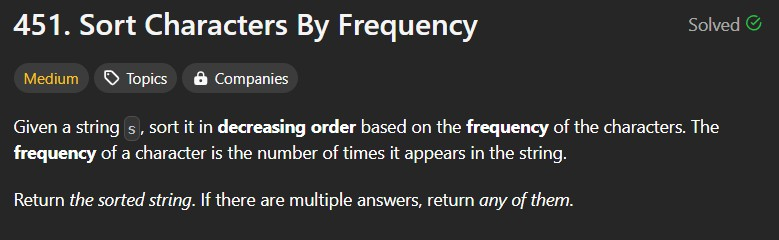 451. Sort Characters By Frequency
Solved
Medium
Topics
Companies
Given a string s, sort it in decreasing order based on the frequency of the characters. The
frequency of a character is the number of times it appears in the string.
Return the sorted string. If there are multiple answers, return any of them.